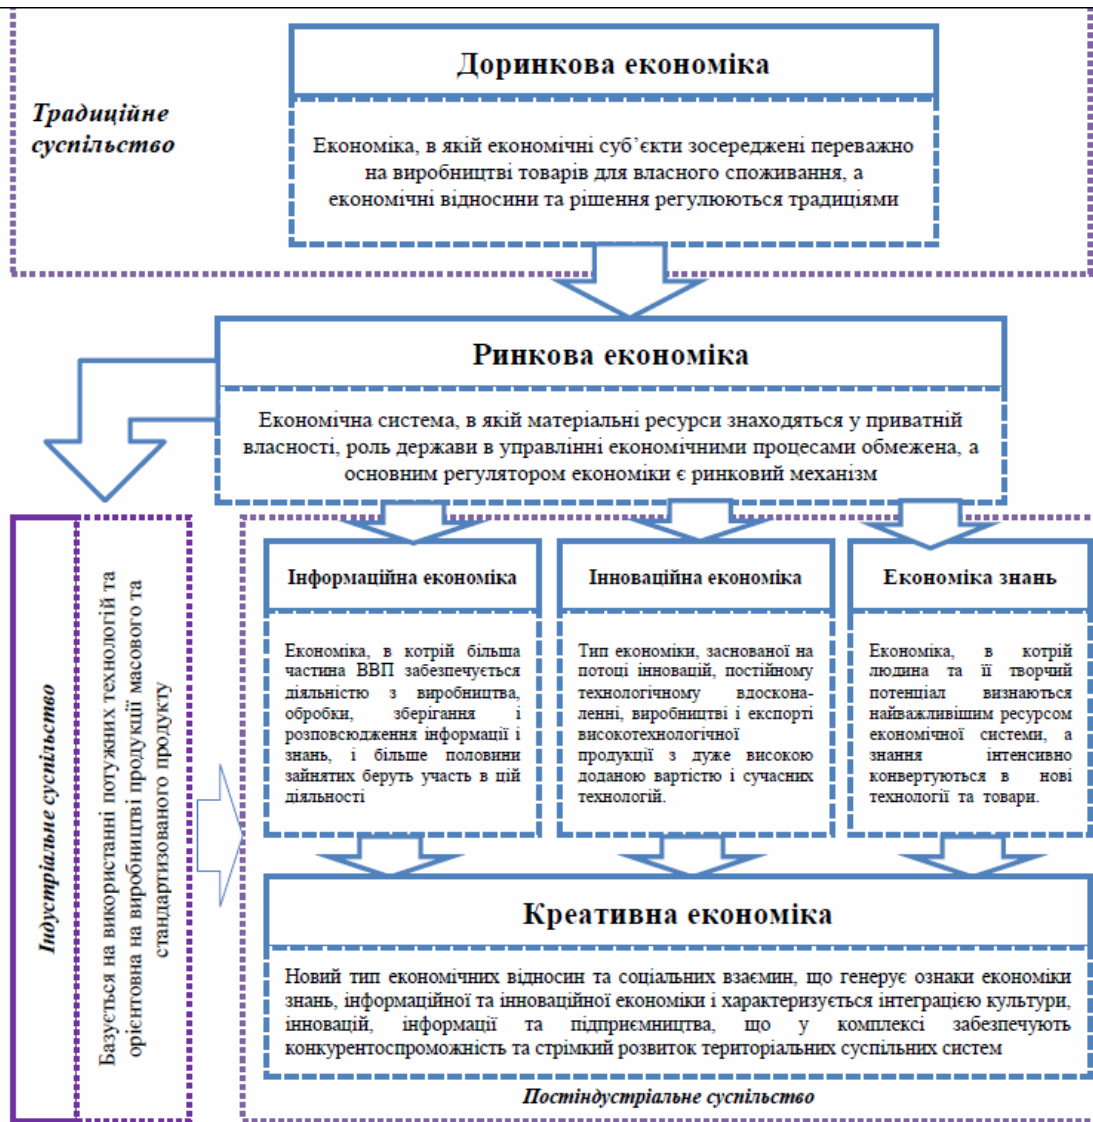 Традиційне
суспільство
Доринкова економіка
Економіка, в якій економічні суб’єкти зосереджені переважно
на виробництві товарів для власного споживання, а
економічні відносини та рішення регулюються традиціями
Ринкова економіка
Економічна система, в якій матеріальні ресурси знаходяться у приватній
власності, роль держави в управлінні економічними процесами обмежена, а
основним регулятором економіки є ринковий механізм
Індустріальне суспільство
Базується на використанні потужних технологій та
орієнтовна на виробництві продукції масового та
стандартизованого продукту
Інформаційна економіка
Економіка, в котрій більша
частина ВВП забезпечується
діяльністю з виробництва,
обробки, зберігання і
розповсюдження інформації і
знань, і більше половини
зайнятих беруть участь в цій
діяльності
Інноваційна економіка
Тип економіки, заснованої на
потоці інновацій, постійному
технологічному вдоскона-
ленні, виробництві і експорті
високотехнологічної
продукції з дуже високою
доданою вартістю і сучасних
технологій.
Економіка знань
Економіка, в котрій
людина та її творчий
потенціал визнаються
найважливішим ресурсом
економічної системи, а
знання інтенсивно
конвертуються в нові
технології та товари.
Креативна економіка
Новий тип економічних відносин та соціальних взаємин, що генерує ознаки економіки
знань, інформаційної та інноваційної економіки і характеризується інтеграцією культури,
інновацій, інформації та підприємництва, що у комплексі забезпечують
конкурентоспроможність та стрімкий розвиток територіальних суспільних систем
Постіндустріальне суспільство